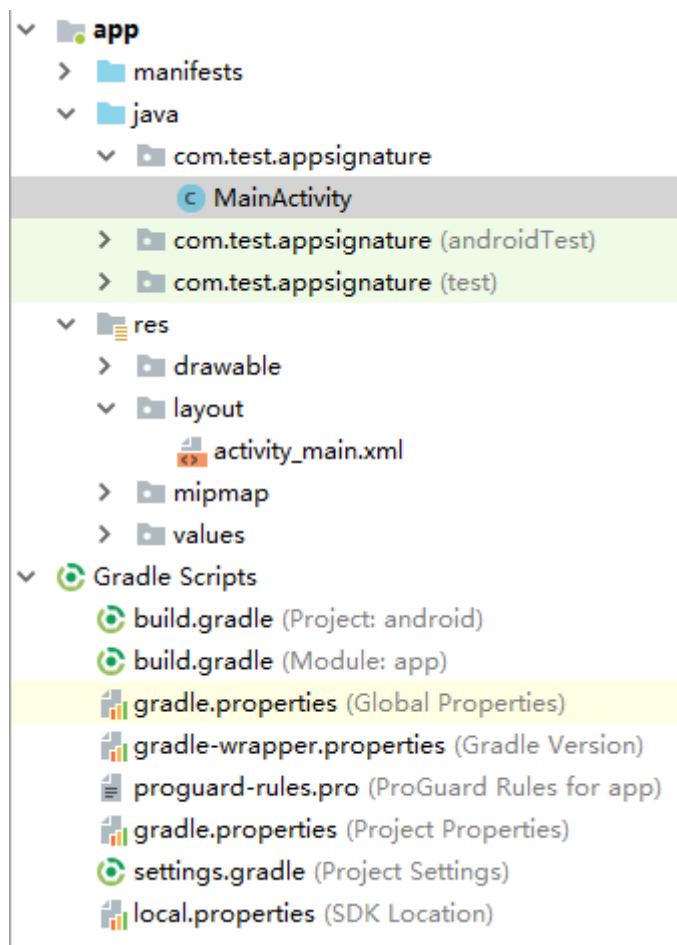 app
manifests
java
com.test.appsignature
C MainActivity
com.test.appsignature (androidTest)
com.test.appsignature (test)
res
drawable
layout
activity_main.xml
mipmap
values
Gradle Scripts
build.gradle (Project: android)
build.gradle (Module: app)
gradle.properties (Global Properties)
gradle-wrapper.properties (Gradle Version)
proguard-rules.pro (ProGuard Rules for app)
gradle.properties (Project Properties)
settings.gradle (Project Settings)
local.properties (SDK Location)